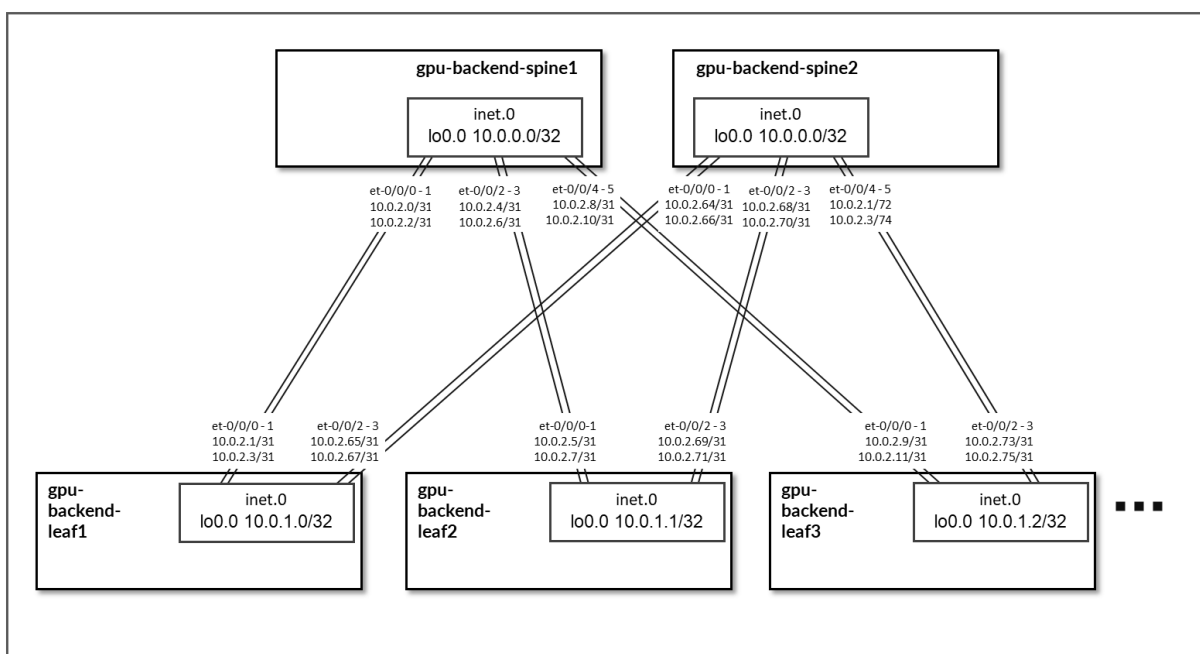 gpu-backend-spine1
inet.0
lo0.0 10.0.0.0/32
gpu-backend-spine2
inet.0
lo0.0 10.0.0.0/32
et-0/0/0 - 1
10.0.2.0/31
10.0.2.2/31
et-0/0/2 - 3
10.0.2.4/31
10.0.2.6/31
et-0/0/4 - 5
10.0.2.8/31
10.0.2.10/31
et-0/0/0 - 1
10.0.2.64/31
10.0.2.66/31
et-0/0/2 - 3
10.0.2.68/31
10.0.2.70/31
et-0/0/4 - 5
10.0.2.1/72
10.0.2.3/74
et-0/0/0 - 1
10.0.2.1/31
10.0.2.3/31
et-0/0/2 - 3
10.0.2.65/31
10.0.2.67/31
et-0/0/0-1
10.0.2.5/31
10.0.2.7/31
et-0/0/2 - 3
10.0.2.69/31
10.0.2.71/31
et-0/0/0 - 1
10.0.2.9/31
10.0.2.11/31
et-0/0/2 - 3
10.0.2.73/31
10.0.2.75/31
gpu-
backend-
leaf1
inet.0
lo0.0 10.0.1.0/32
gpu-
backend-
leaf2
inet.0
lo0.0 10.0.1.1/32
gpu-
backend-
leaf3
inet.0
lo0.0 10.0.1.2/32